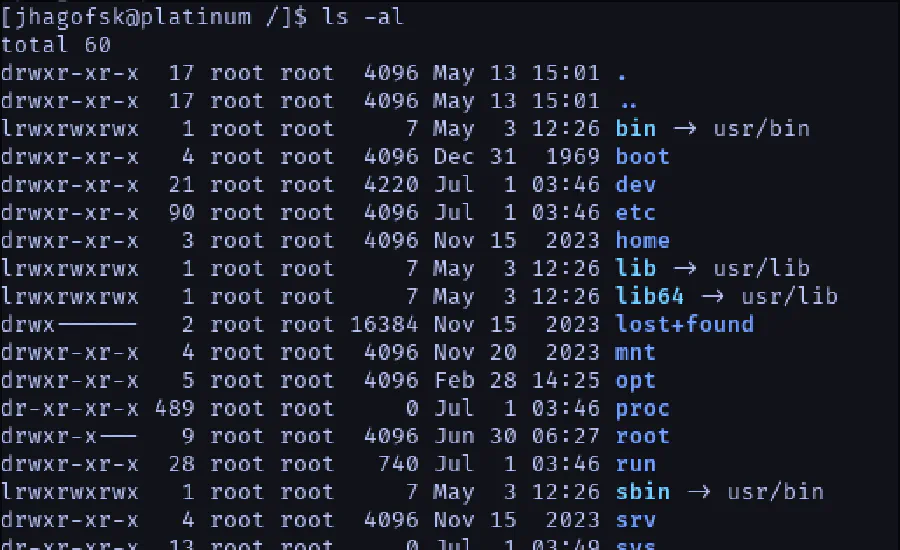 [jhagofsk@platinum /]$ ls -al
total 60
drwxr-xr-x  17 root root  4096 May 13 15:01 .
drwxr-xr-x  17 root root  4096 May 13 15:01 ..
lrwxrwxrwx   1 root root     7 May  3 12:26 bin -> usr/bin
drwxr-xr-x   4 root root  4096 Dec 31  1969 boot
drwxr-xr-x  21 root root  4220 Jul  1 03:46 dev
drwxr-xr-x  90 root root  4096 Jul  1 03:46 etc
drwxr-xr-x   3 root root  4096 Nov 15  2023 home
lrwxrwxrwx   1 root root     7 May  3 12:26 lib -> usr/lib
lrwxrwxrwx   1 root root     7 May  3 12:26 lib64 -> usr/lib
drwx------   2 root root 16384 Nov 15  2023 lost+found
drwxr-xr-x   4 root root  4096 Nov 20  2023 mnt
drwxr-xr-x   5 root root  4096 Feb 28 14:25 opt
dr-xr-xr-x 489 root root     0 Jul  1 03:46 proc
drwxr-x---   9 root root  4096 Jun 30 06:27 root
drwxr-xr-x  28 root root   740 Jul  1 03:46 run
lrwxrwxrwx   1 root root     7 May  3 12:26 sbin -> usr/bin
drwxr-xr-x   4 root root  4096 Nov 15  2023 srv
13 root root     0 Jul  1 03:49 sys